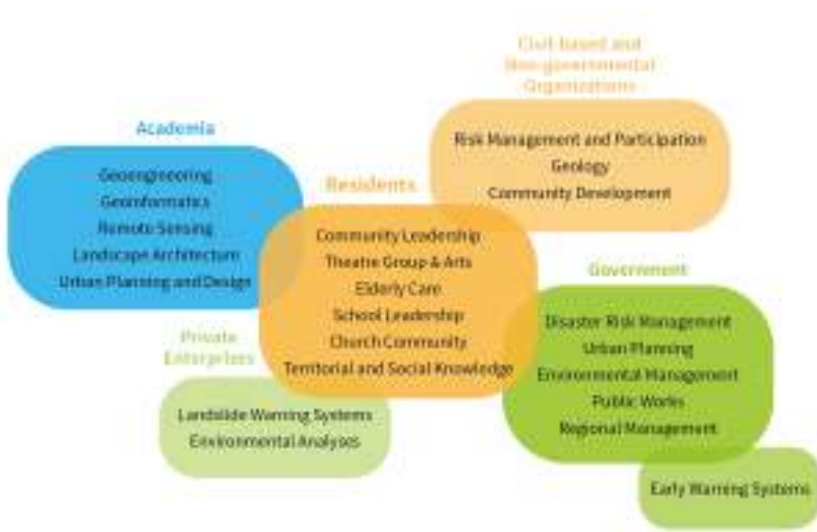 Civil-based and
Non-governmental
Organizations
Risk Management and Participation
Geology
Community Development
Academia
Geoengineering
Geoinformatics
Remote Sensing
Landscape Architecture
Urban Planning and Design
Residents
Community Leadership
Theatre Group & Arts
Elderly Care
School Leadership
Church Community
Territorial and Social Knowledge
Government
Disaster Risk Management
Urban Planning
Environmental Management
Public Works
Regional Management
Private
Enterprizes
Landslide Warning Systems
Environmental Analyses
Early Warning Systems